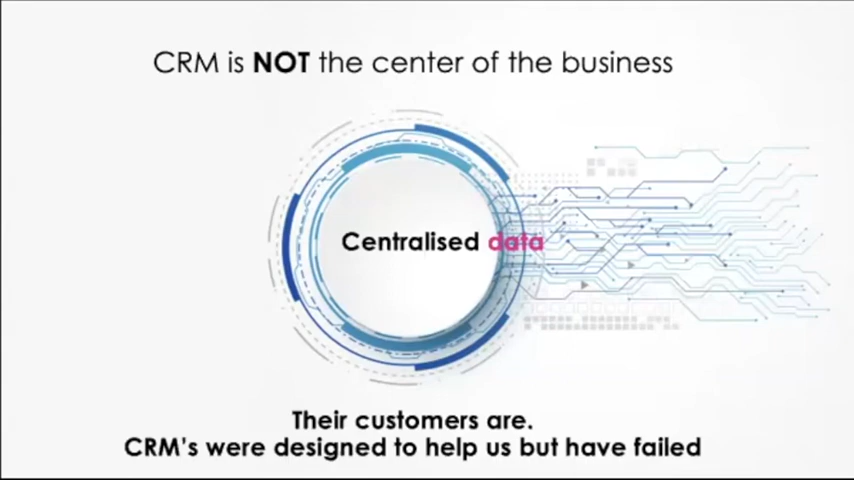 CRM is NOT the center of the business
Centralised data
Their customers are.
CRM's were designed to help us but have failed